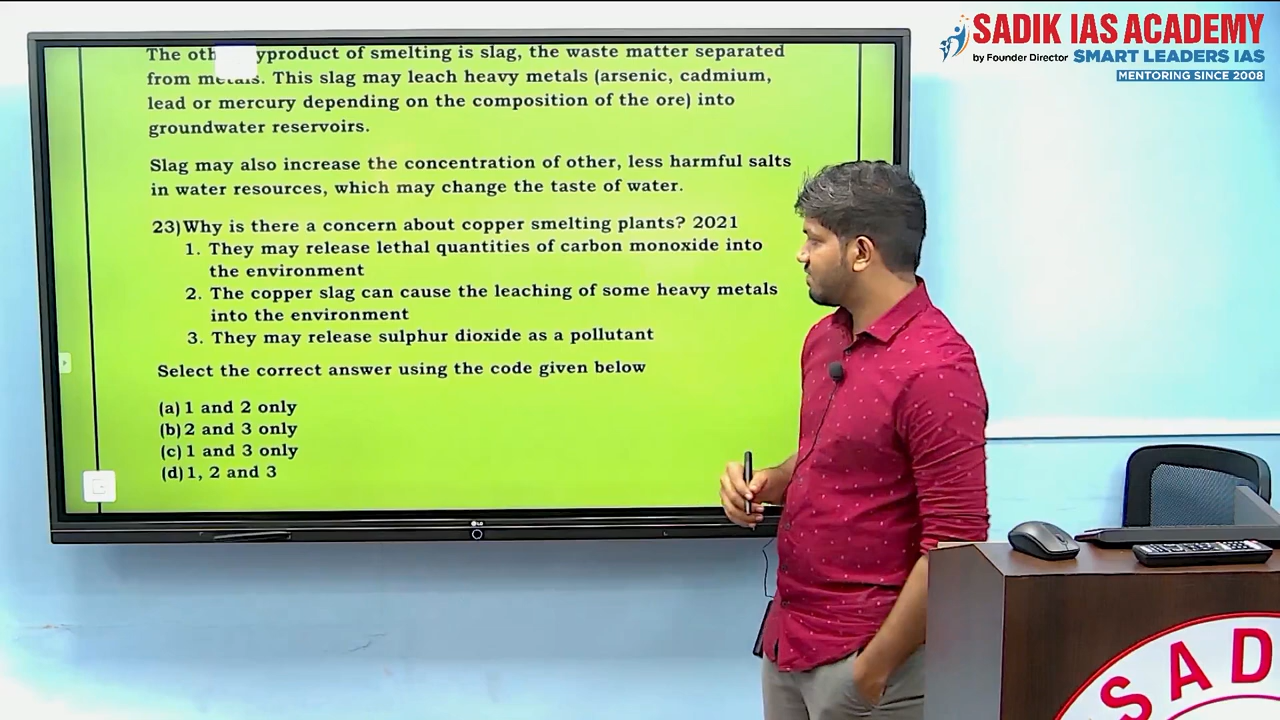 SADIK IAS ACADEMY
by Founder Director SMART LEADERS IAS
MENTORING SINCE 2008
The oth yproduct of smelting is slag, the waste matter separated
from metals. This slag may leach heavy metals (arsenic, cadmium,
lead or mercury depending on the composition of the ore) into
groundwater reservoirs.
Slag may also increase the concentration of other, less harmful salts
in water resources, which may change the taste of water.
23)Why is there a concern about copper smelting plants? 2021
1. They may release lethal quantities of carbon monoxide into
the environment
2. The copper slag can cause the leaching of some heavy metals
into the environment
3. They may release sulphur dioxide as a pollutant
Select the correct answer using the code given below
(a) 1 and 2 only
(b) 2 and 3 only
(c) 1 and 3 only
(d) 1, 2 and 3
LG
SAD